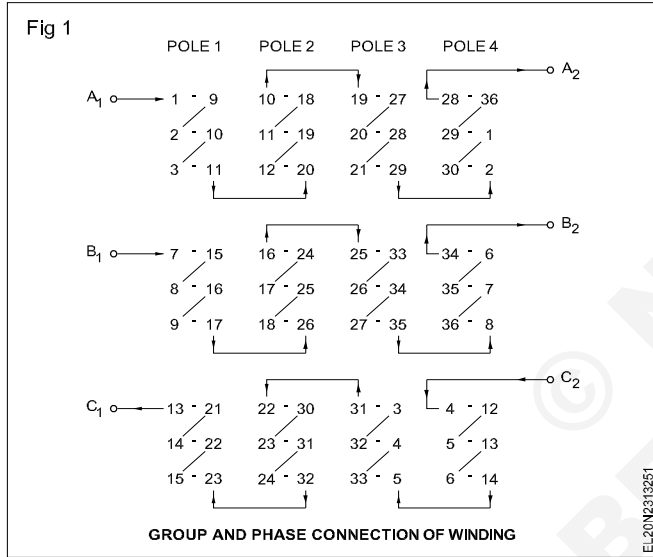 Fig 1
POLE 1 POLE 2 POLE 3 POLE 4
A1 1 - 9 10 - 18 19 - 27 28 - 36 A2
2 - 10 11 - 19 20 - 28 29 - 1
3 - 11 12 - 20 21 - 29 30 - 2
B1 7 - 15 16 - 24 25 - 33 34 - 6 B2
8 - 16 17 - 25 26 - 34 35 - 7
9 - 17 18 - 26 27 - 35 36 - 8
C1 13 - 21 22 - 30 31 - 3 4 - 12 C2
14 - 22 23 - 31 32 - 4 5 - 13
15 - 23 24 - 32 33 - 5 6 - 14
GROUP AND PHASE CONNECTION OF WINDING
EL20N2313251
©